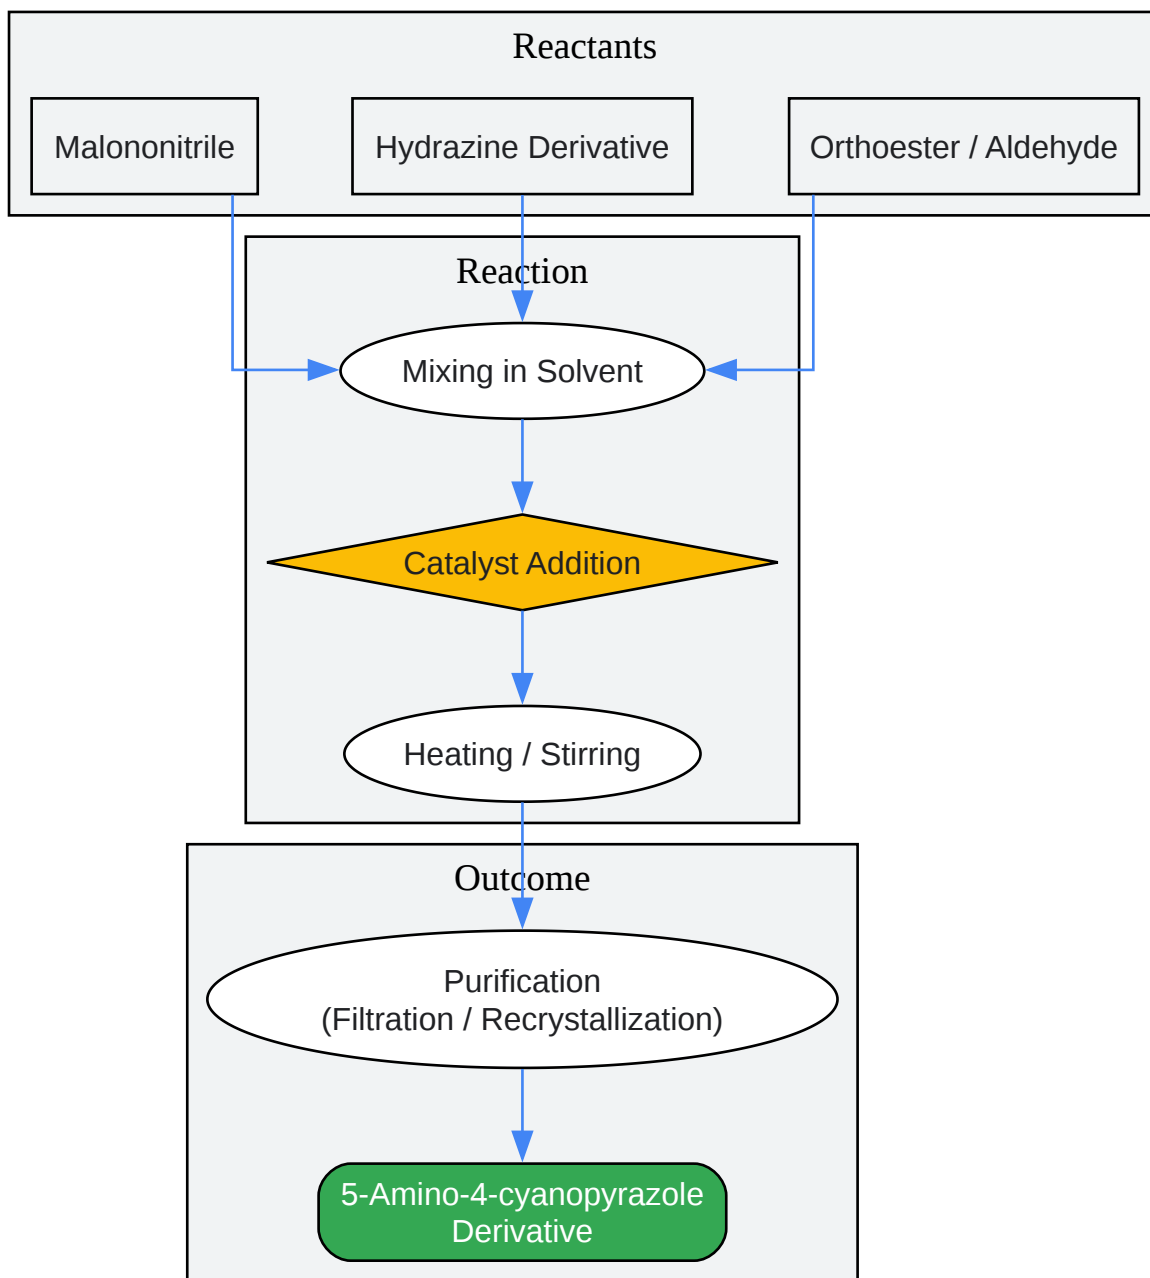 Reactants
Malononitrile
Hydrazine Derivative
Orthoester / Aldehyde
Reaction
Mixing in Solvent
Catalyst Addition
Heating / Stirring
Outcome
Purification
(Filtration / Recrystallization)
5-Amino-4-cyanopyrazole
Derivative